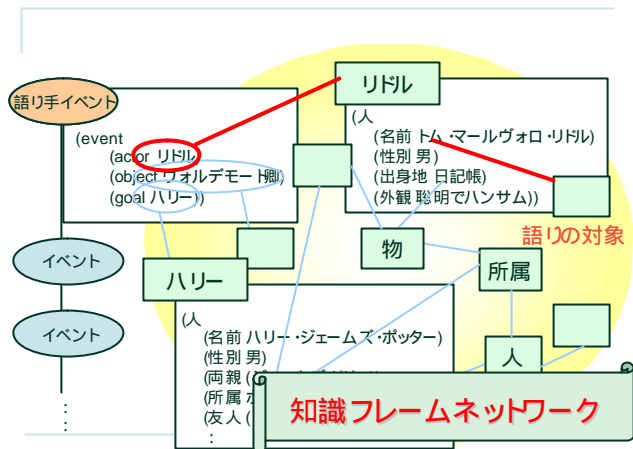 語り手イベント
(event
(actor リドル)
(object ヴォルデモート卿)
(goal ハリー))
リドル
(人
(名前 トム・マールヴォロ・リドル)
(性別 男)
(出身地 日記帳)
(外観 聡明でハンサム))
語りの対象
物
所属
人
イベント
イベント
ハリー
(人
(名前 ハリー・ジェームズ・ポッター)
(性別 男)
(両親
(所属
友人(
:
知識フレームネットワーク